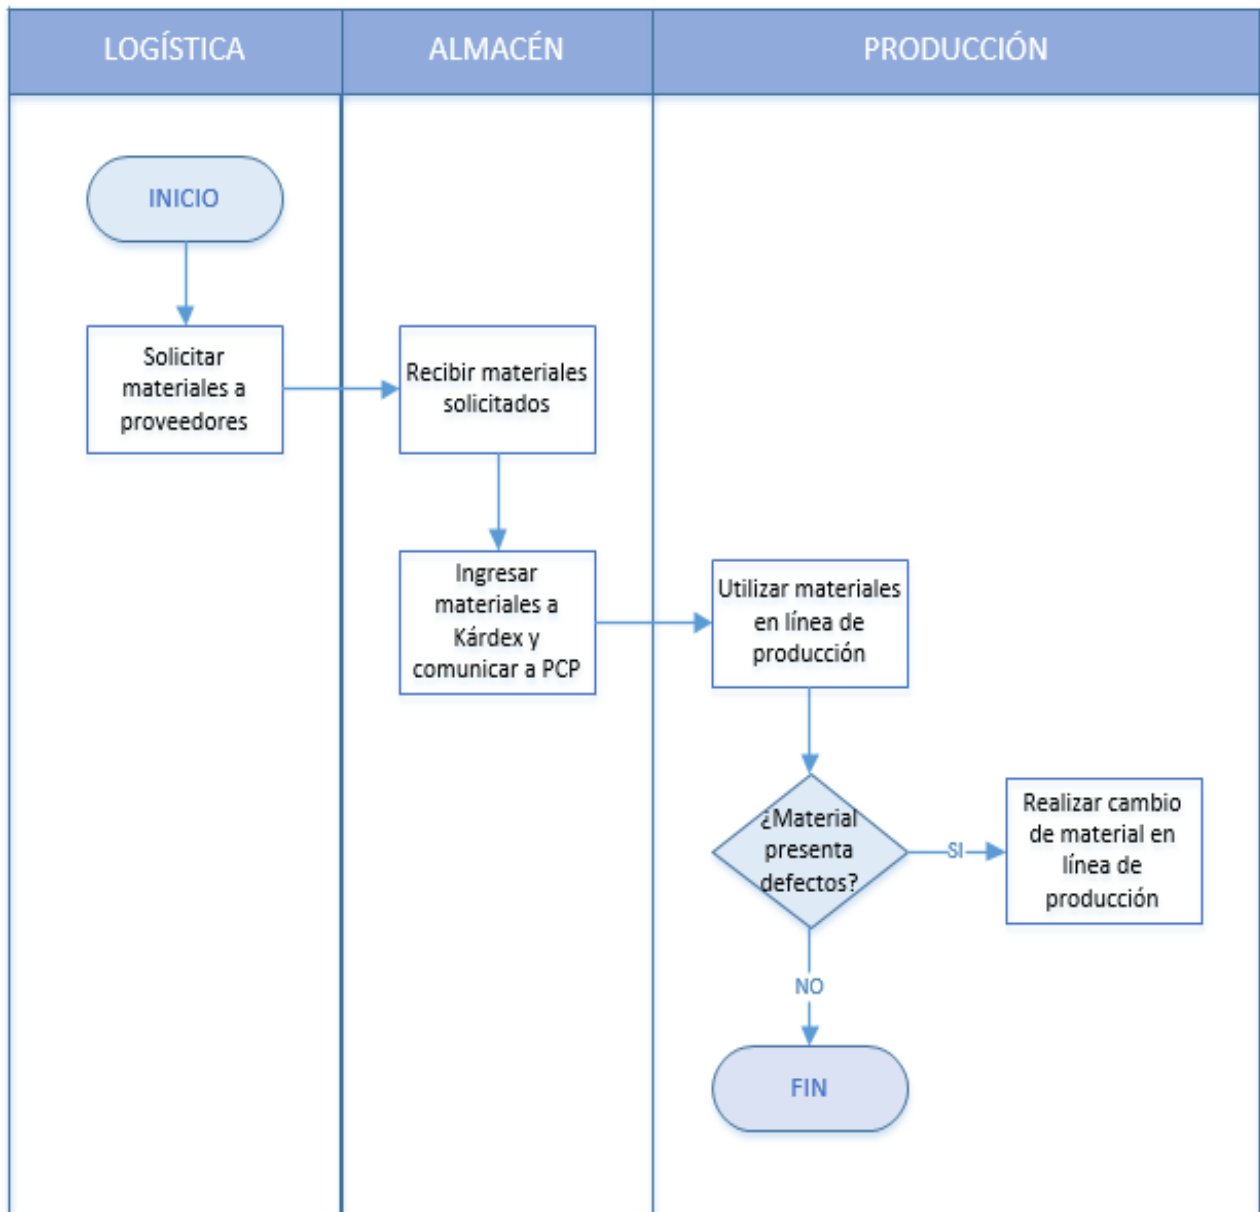 LOGÍSTICA
ALMACÉN
PRODUCCIÓN
INICIO
Solicitar
materiales a
proveedores
Recibir materiales
solicitados
Ingresar
materiales a
Kárdex y
comunicar a PCP
Utilizar materiales
en línea de
producción
¿Material
presenta
defectos?
SI
Realizar cambio
de material en
línea de
producción
NO
FIN